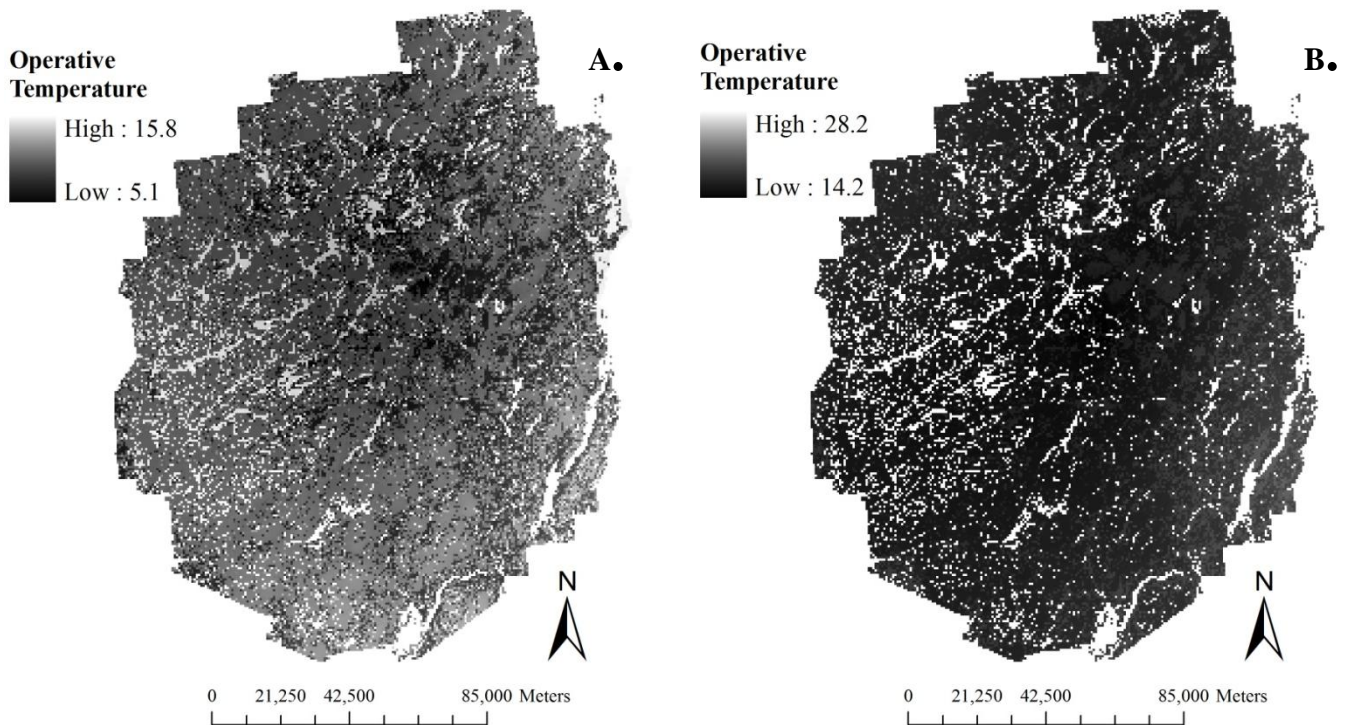 Operative
Temperature
High : 15.8
Low : 5.1
A.
N
0 21,250 42,500 85,000 Meters
Operative
Temperature
High : 28.2
Low : 14.2
B.
N
0 21,250 42,500 85,000 Meters